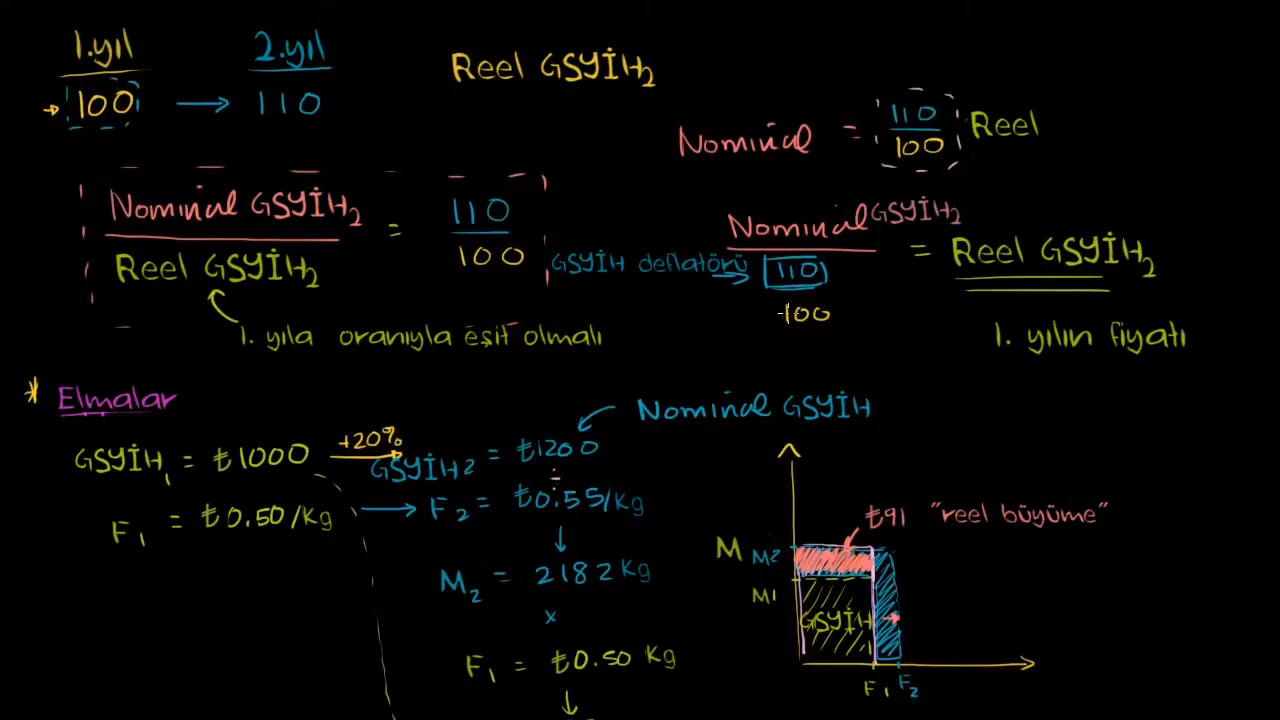 1.yıl 2.yıl
Reel GSYİH2
100 → 110
Nominal = 110/100 Reel
Nominal GSYİH2 / Reel GSYİH2 = 110/100
GSYİH deflatörü
Nominal GSYİH2 / 110 = Reel GSYİH2
100
1. yıla oranıyla eşit olmalı
1. yılın fiyatı
* Elmalar
GSYİH1 = ₺1000
+20%
GSYİH2 = ₺1200
Nominal GSYİH
÷
F1 = ₺0.50/Kg
F2 = ₺0.55/Kg
M2 = 2182 Kg
x
F1 = ₺0.50 Kg
₺91 "reel büyüme"
M M2
M1
GSYİH
F1 F2